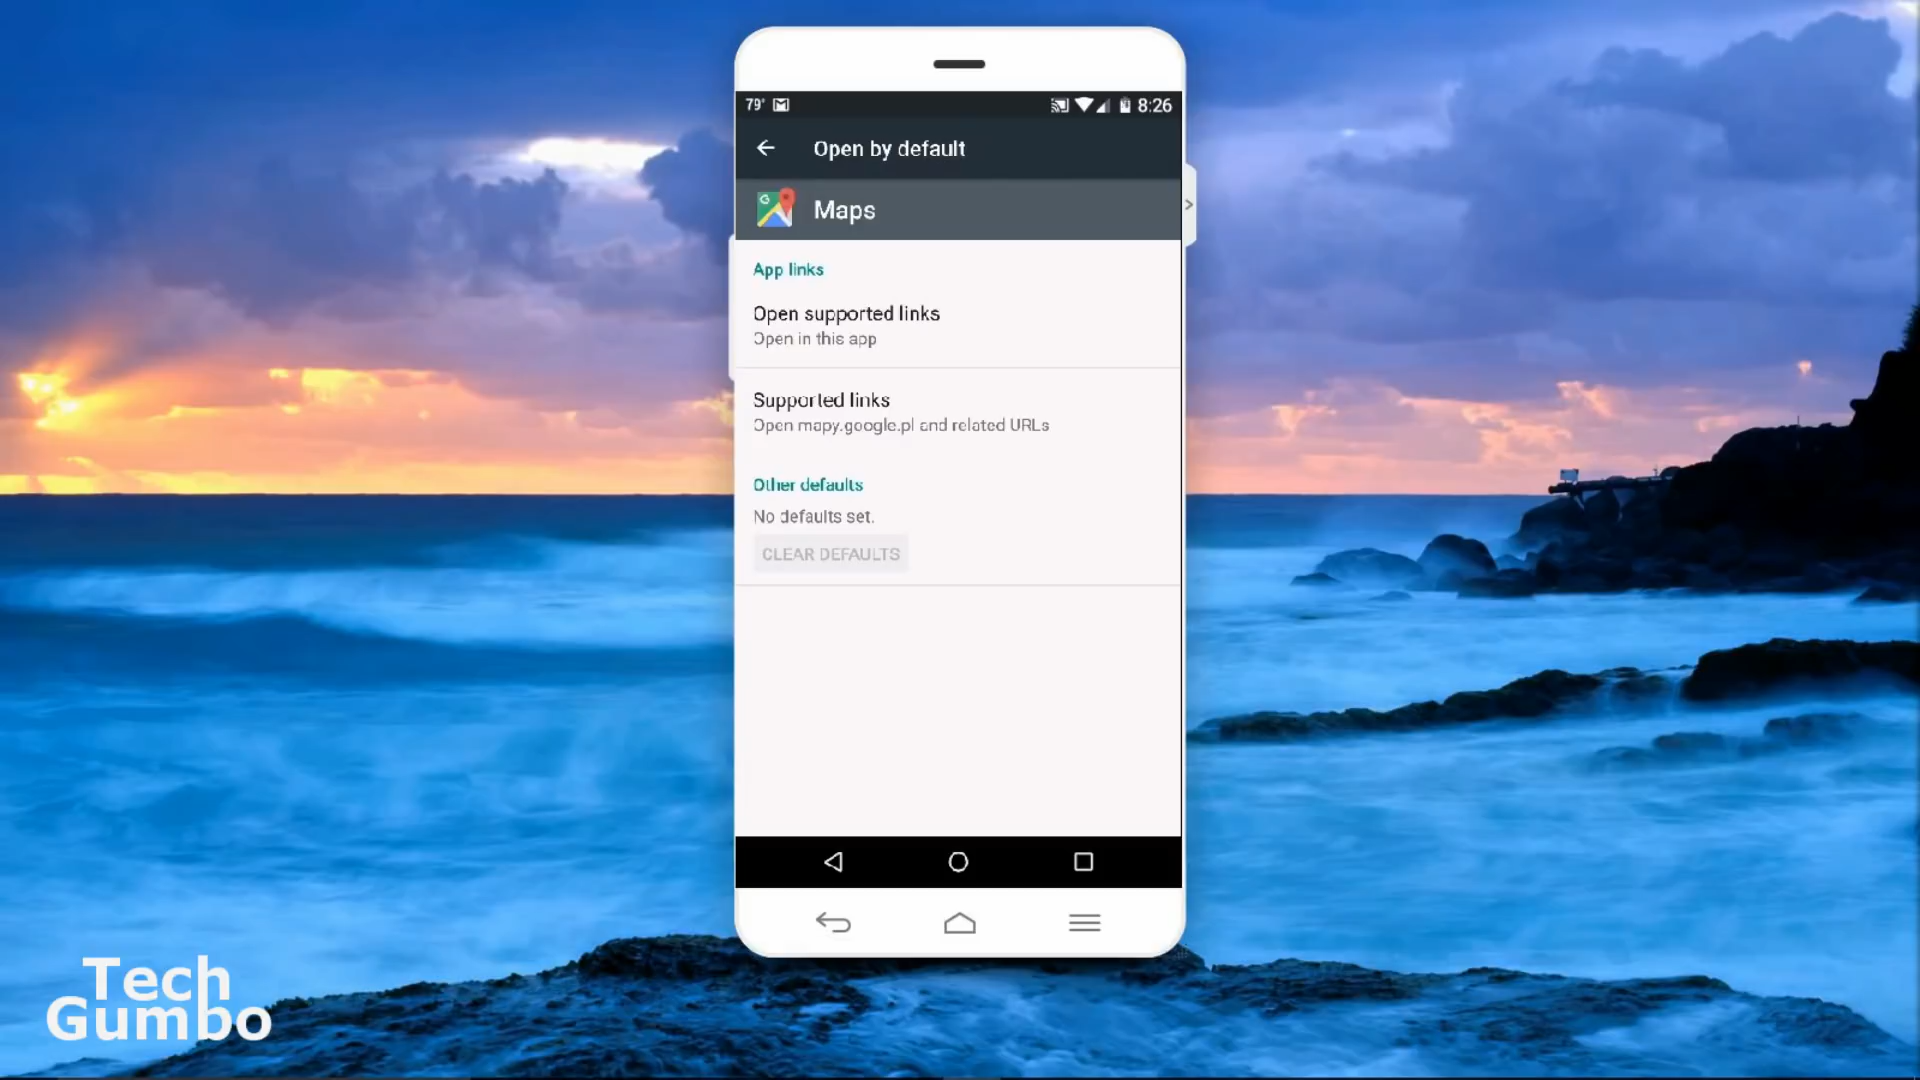 79°
8:26
Open by default
Maps
App links
Open supported links
Open in this app
Supported links
Open mapy.google.pl and related URLs
Other defaults
No defaults set.
CLEAR DEFAULTS
Tech
Gumbo